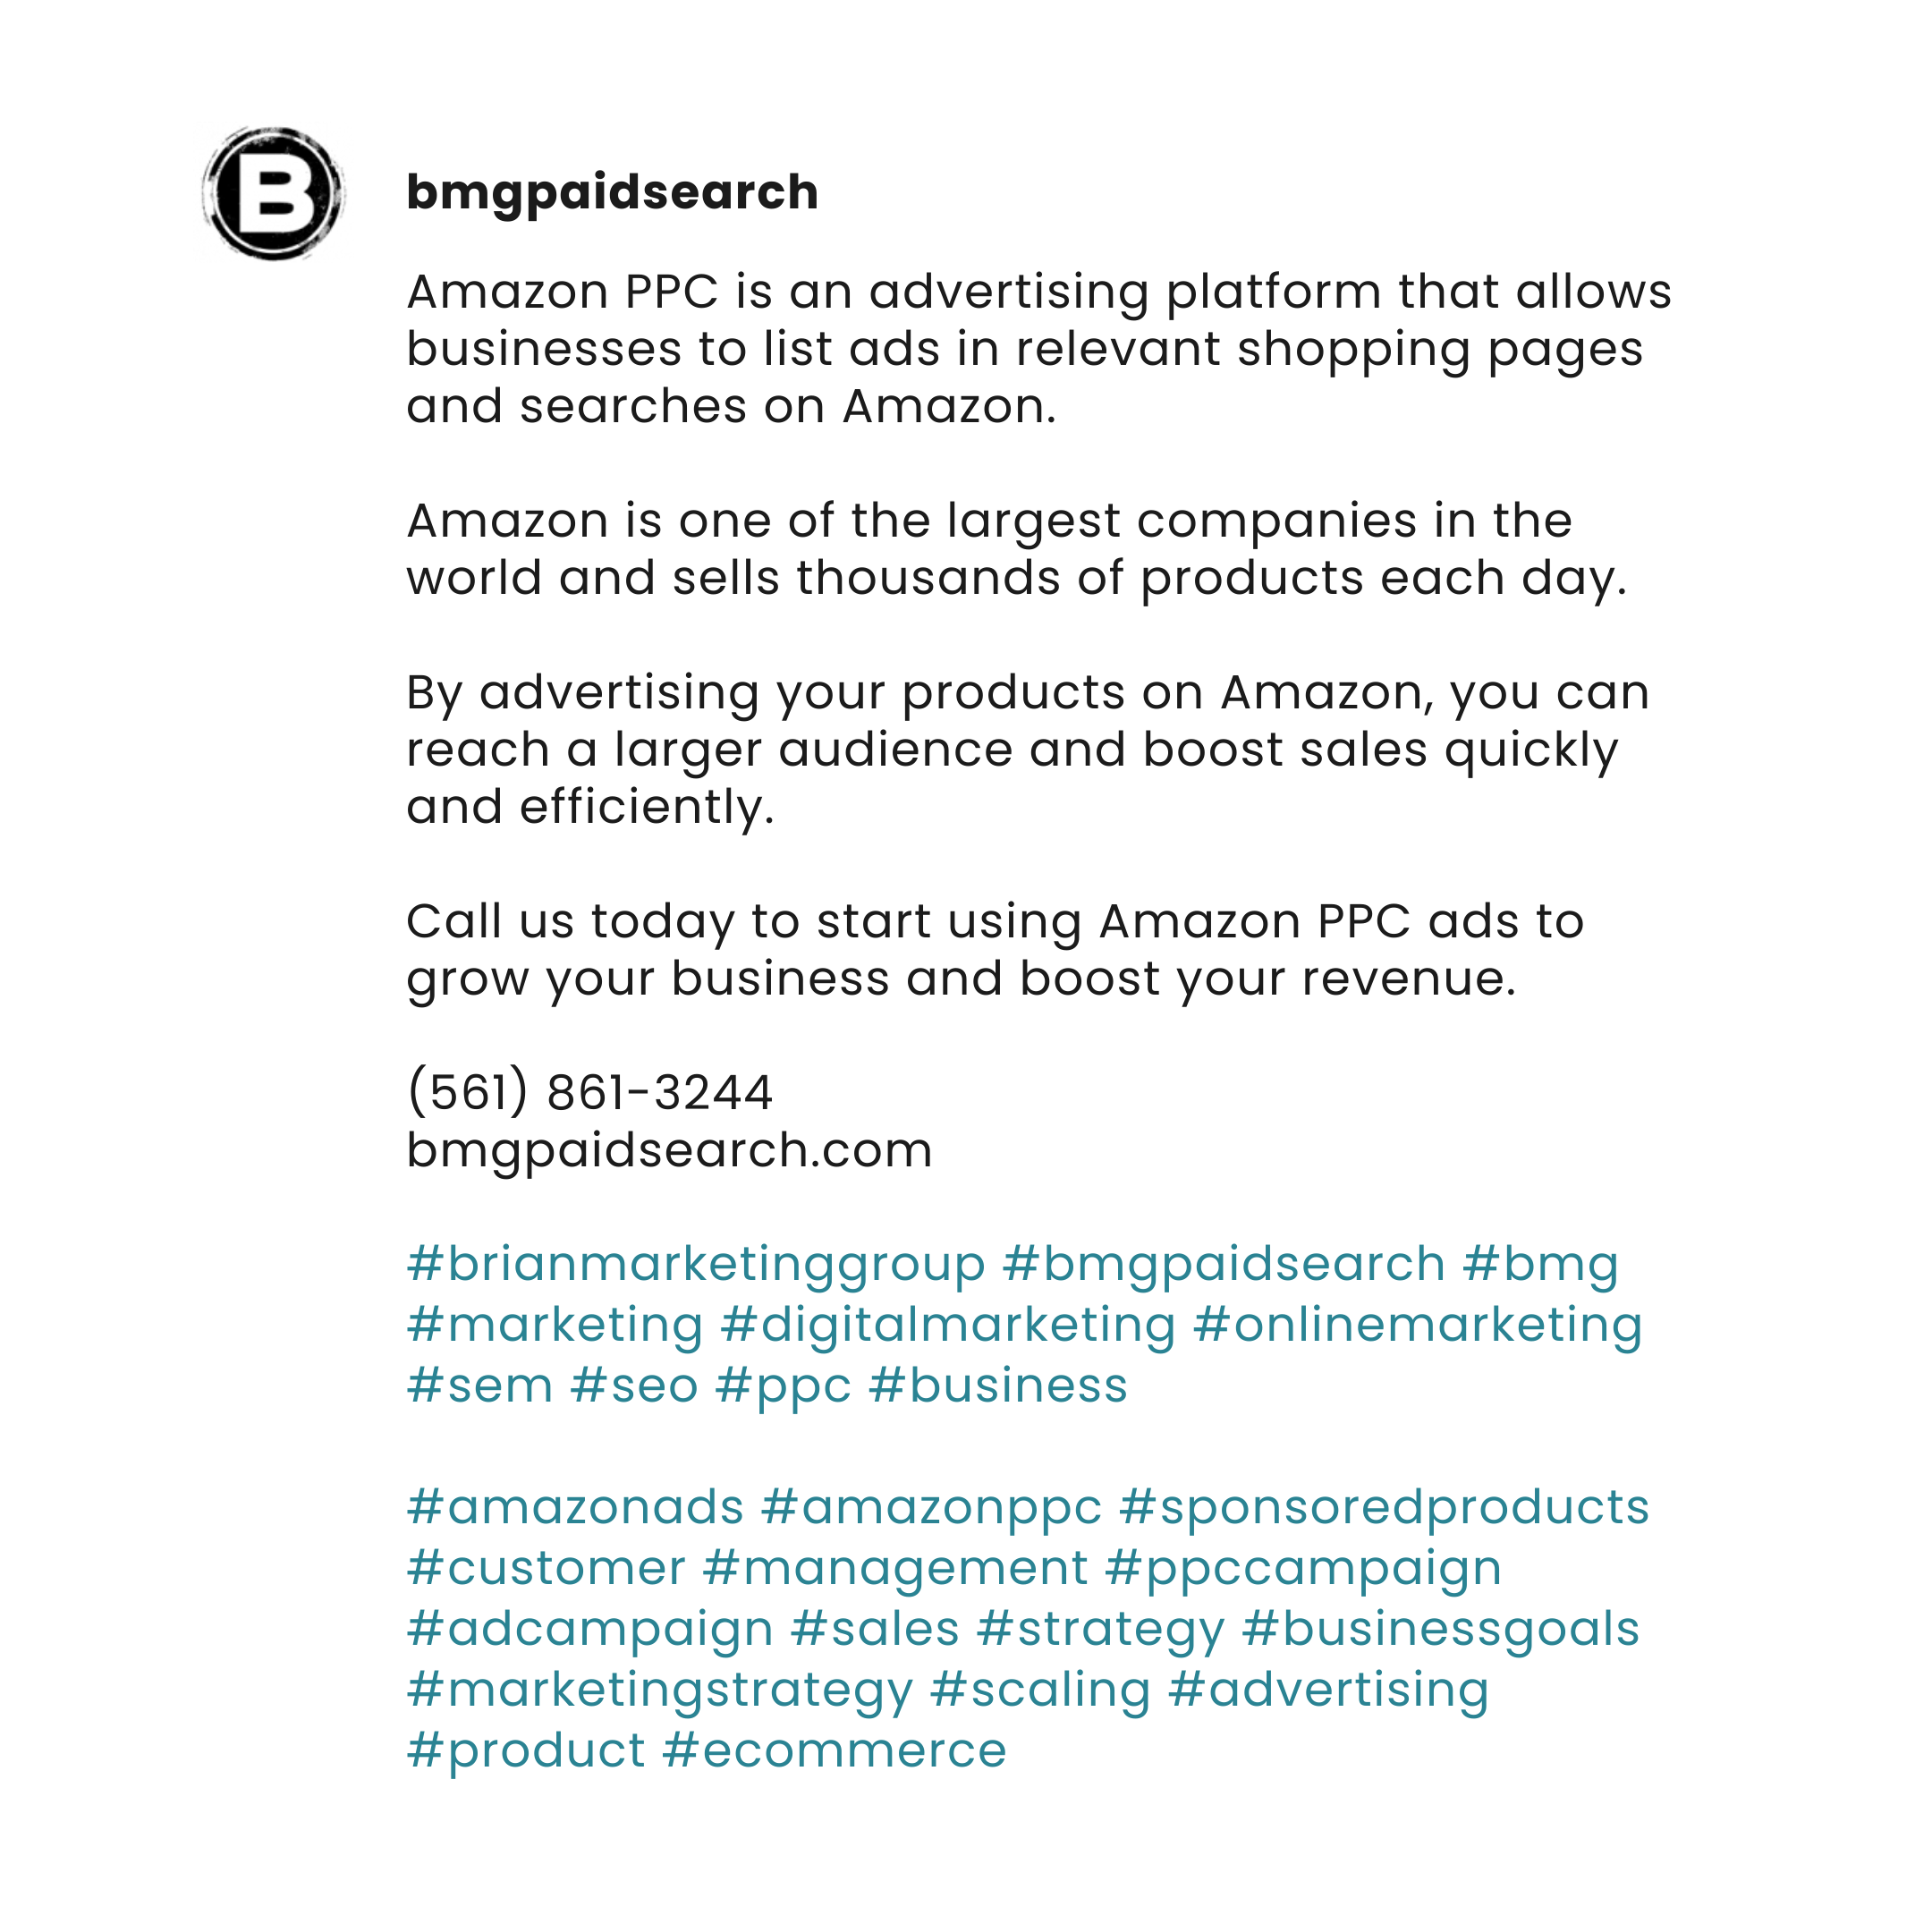 B
bmgpaidsearch
Amazon PPC is an advertising platform that allows
businesses to list ads in relevant shopping pages
and searches on Amazon.
Amazon is one of the largest companies in the
world and sells thousands of products each day.
By advertising your products on Amazon, you can
reach a larger audience and boost sales quickly
and efficiently.
Call us today to start using Amazon PPC ads to
grow your business and boost your revenue.
(561) 861-3244
bmgpaidsearch.com
#brianmarketinggroup #bmgpaidsearch #bmg
#marketing #digitalmarketing #onlinemarketing
#sem #seo #ppc #business
#amazonads #amazonppc #sponsoredproducts
#customer #management #ppccampaign
#adcampaign #sales #strategy #businessgoals
#marketingstrategy #scaling #advertising
#product #ecommerce